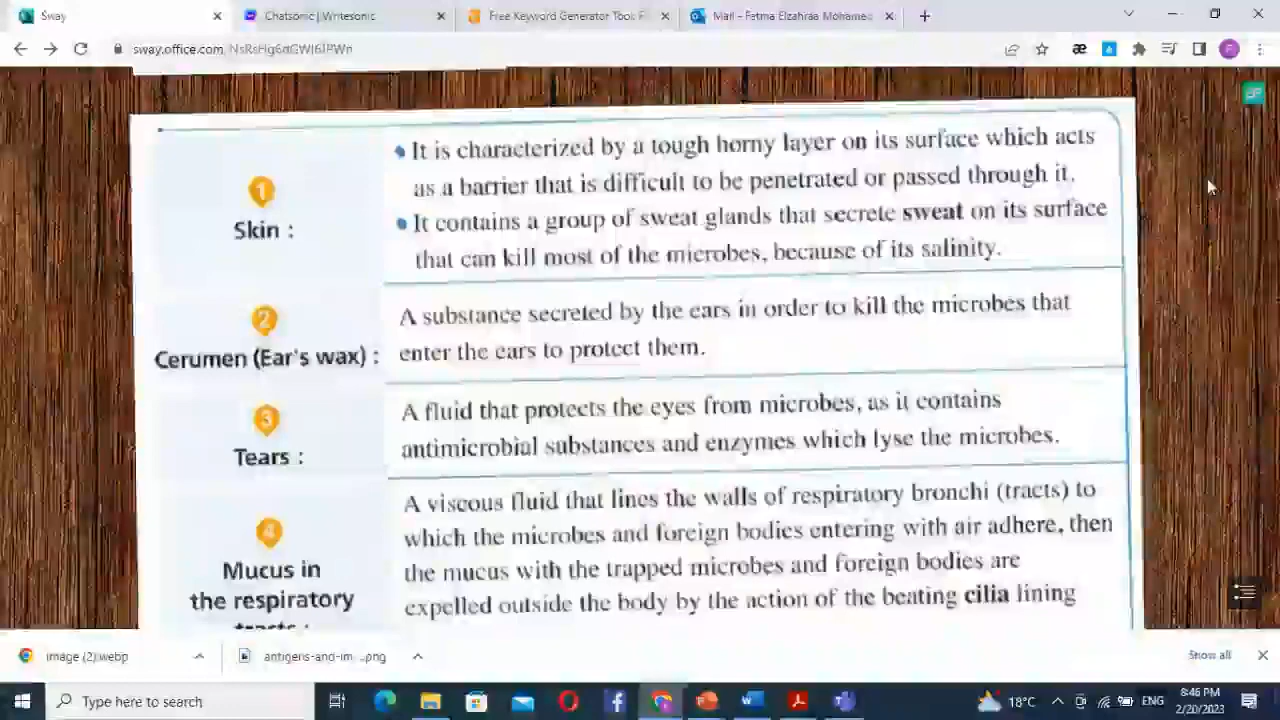 Sway
Chatsonic | Writesonic
Free Keyword Generator Tool: F
Mail - Fatma Elzahraa Mohamed
sway.office.com
1
Skin :
It is characterized by a tough horny layer on its surface which acts
as a barrier that is difficult to be penetrated or passed through it.
It contains a group of sweat glands that secrete sweat on its surface
that can kill most of the microbes, because of its salinity.
2
Cerumen (Ear's wax) :
A substance secreted by the ears in order to kill the microbes that
enter the ears to protect them.
3
Tears :
A fluid that protects the eyes from microbes, as it contains
antimicrobial substances and enzymes which lyse the microbes.
4
Mucus in
the respiratory
tracts :
A viscous fluid that lines the walls of respiratory bronchi (tracts) to
which the microbes and foreign bodies entering with air adhere, then
the mucus with the trapped microbes and foreign bodies are
expelled outside the body by the action of the beating cilia lining
image (2).webp
antigens-and-im....png
Show all
Type here to search
18°C
ENG
8:46 PM
2/20/2023